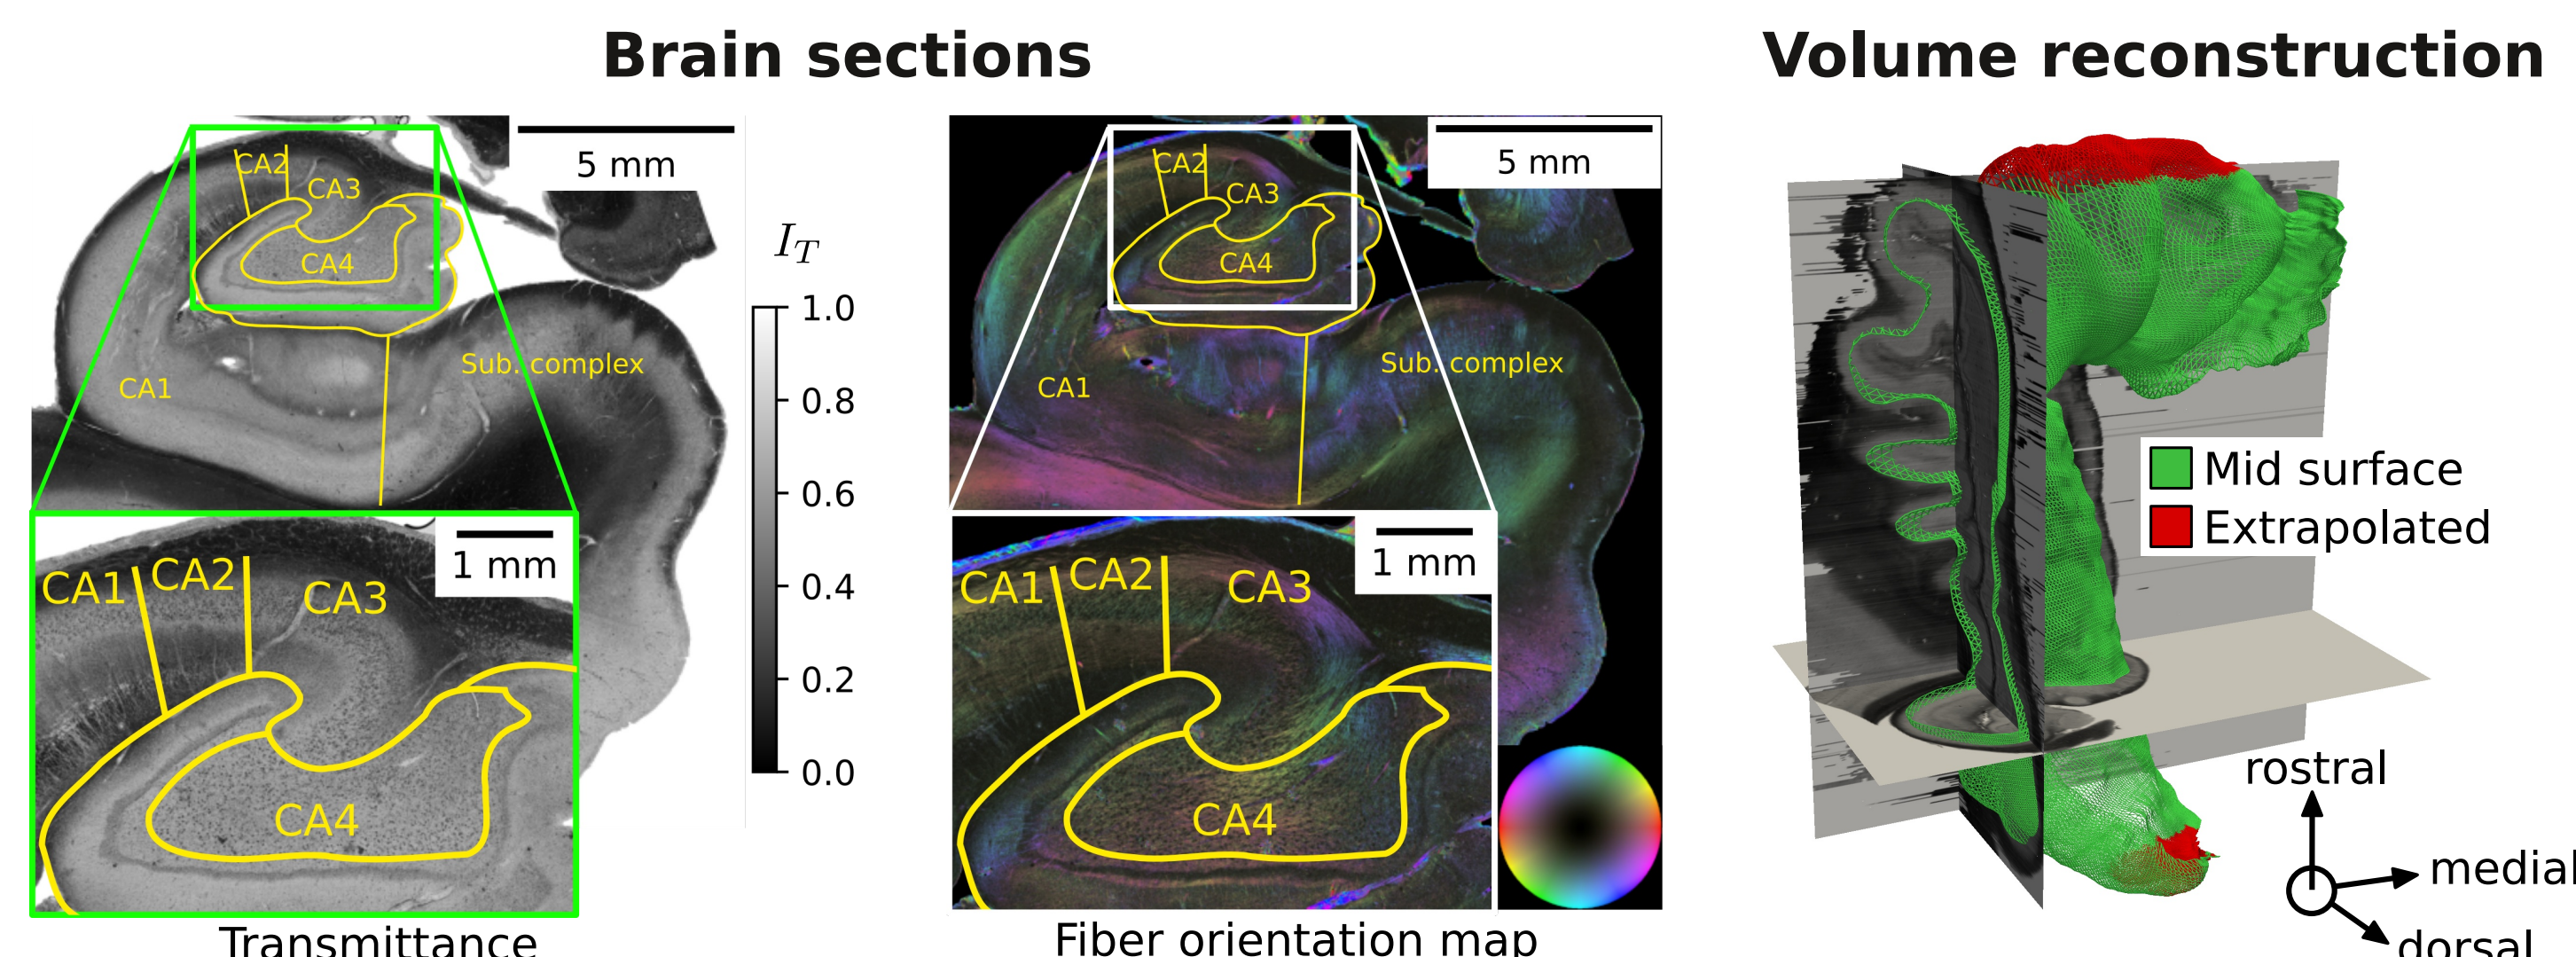 Brain sections
Volume reconstruction
5 mm
CA2
CA3
CA4
CA1
Sub. complex
I_T
1.0
0.8
0.6
0.4
0.2
0.0
1 mm
CA1
CA2
CA3
CA4
Transmittance
5 mm
CA2
CA3
CA4
CA1
Sub. complex
1 mm
CA1
CA2
CA3
CA4
Fiber orientation map
Mid surface
Extrapolated
rostral
medial
dorsal